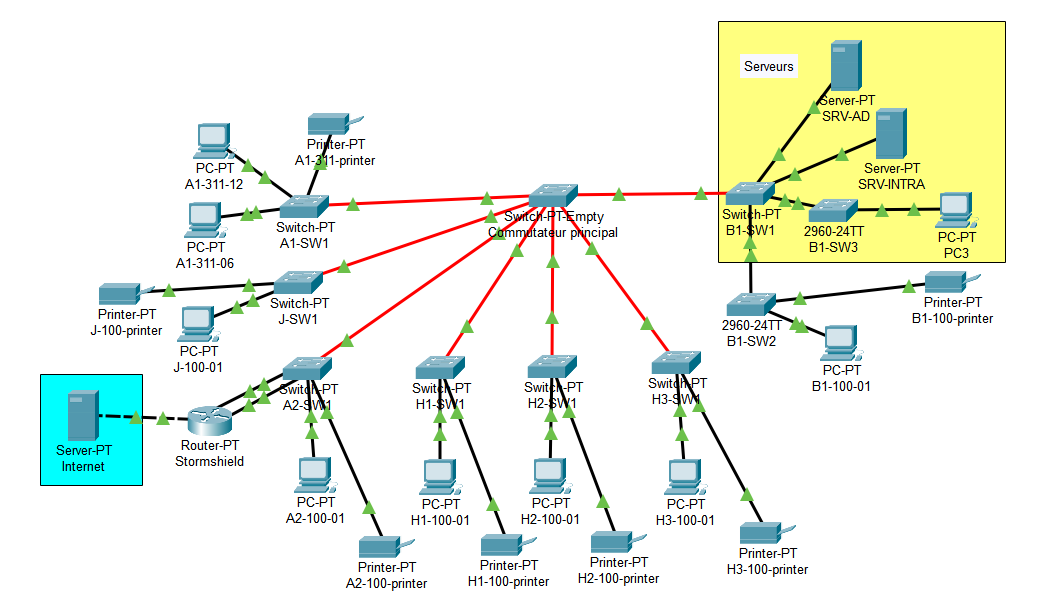 Serveurs
Server-PT
SRV-AD
Server-PT
SRV-INTRA
Printer-PT
A1-311-printer
PC-PT
A1-311-12
PC-PT
A1-311-06
Switch-PT
A1-SW1
Switch-PT-Empty
Commutateur principal
Switch-PT
B1-SW1
2960-24TT
B1-SW3
PC-PT
PC3
Printer-PT
J-100-printer
Switch-PT
J-SW1
PC-PT
J-100-01
2960-24TT
B1-SW2
Printer-PT
B1-100-printer
PC-PT
B1-100-01
Switch-PT
A2-SW1
Switch-PT
H1-SW1
Switch-PT
H2-SW1
Switch-PT
H3-SW1
Server-PT
Internet
Router-PT
Stormshield
PC-PT
A2-100-01
PC-PT
H1-100-01
PC-PT
H2-100-01
PC-PT
H3-100-01
Printer-PT
A2-100-printer
Printer-PT
H1-100-printer
Printer-PT
H2-100-printer
Printer-PT
H3-100-printer